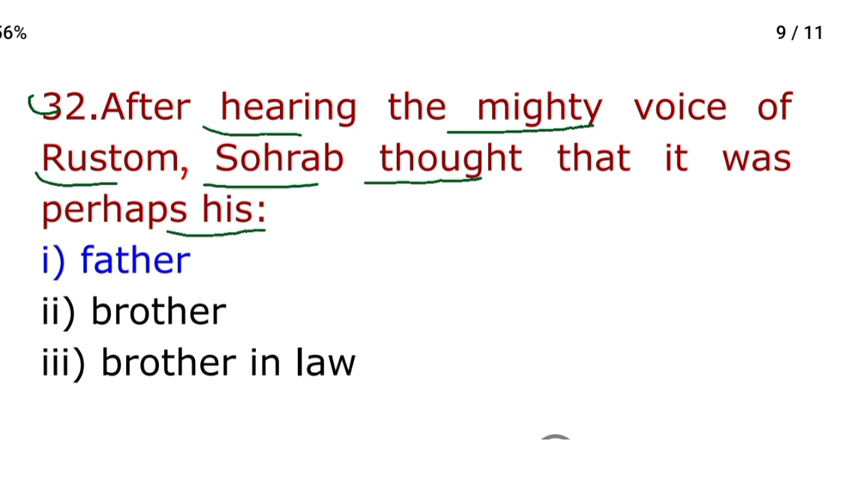 56%
9 / 11
32.After hearing the mighty voice of
Rustom, Sohrab thought that it was
perhaps his:
i) father
ii) brother
iii) brother in law